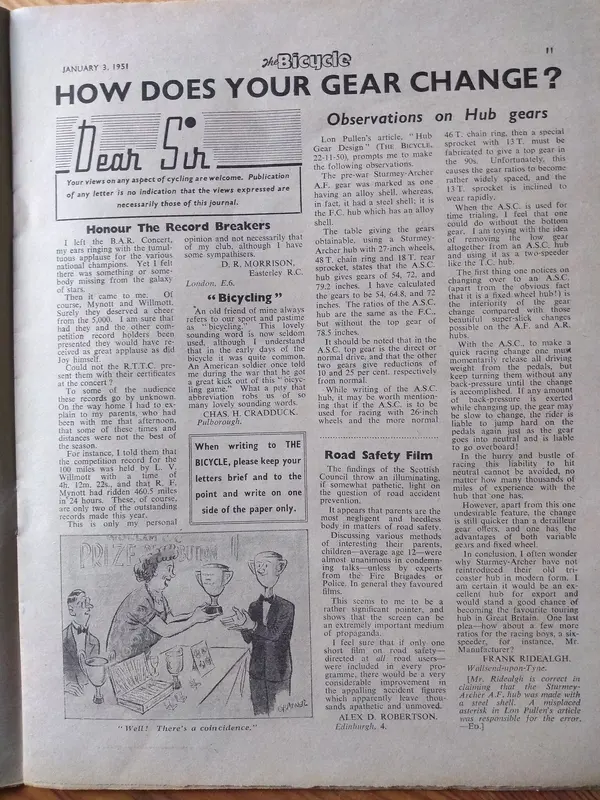 JANUARY 3, 1951
The Bicycle
11
HOW DOES YOUR GEAR CHANGE?
Dear Sir
Your views on any aspect of cycling are welcome. Publication
of any letter is no indication that the views expressed are
necessarily those of this journal.
Honour The Record Breakers
I left the B.A.R. Concert,
my ears ringing with the tumul-
tuous applause for the various
national champions. Yet I felt
there was something or some-
body missing from the galaxy
of stars.
Then it came to me. Of
course, Mynott and Willmott.
Surely they deserved a cheer
from the 5,000. I am sure that
had they and the other com-
petition record holders been
presented they would have re-
ceived as great applause as did
Joy himself.
Could not the R.T.T.C. pre-
sent them with their certificates
at the concert?
To some of the audience
these records go by unknown.
On the way home I had to ex-
plain to my parents, who had
been with me that afternoon,
that some of these times and
distances were not the best of
the season.
For instance, I told them that
the competition record for the
100 miles was held by L. V.
Willmott with a time of
4h. 12m. 22s., and that R. F.
Mynott had ridden 460.5 miles
in 24 hours. These, of course,
are only two of the outstanding
records made this year.
This is only my personal
opinion and not necessarily that
of my club, although I have
some sympathisers.
D. R. MORRISON,
Easterley R.C.
London, E.6.
"Bicycling"
An old friend of mine always
refers to our sport and pastime
as "bicycling." This lovely
sounding word is now seldom
used, although I understand
that in the early days of the
bicycle it was quite common.
An American soldier once told
me during the war that he got
a great kick out of this "bicyc-
ling game." What a pity that
abbreviation robs us of so
many lovely sounding words.
CHAS. H. CRADDUCK.
Pulborough.
When writing to THE
BICYCLE, please keep your
letters brief and to the
point and write on one
side of the paper only.
PRIZE
"Well! There's a coincidence."
Observations on Hub gears
Lon Pullen's article, "Hub
Gear Design" (THE BICYCLE,
22-11-50), prompts me to make
the following observations.
The pre-war Sturmey-Archer
A.F. gear was marked as one
having an alloy shell, whereas,
in fact, it had a steel shell; it is
the F.C. hub which has an alloy
shell.
The table giving the gears
obtainable, using a Sturmey-
Archer hub with 27-inch wheels,
48 T. chain ring and 18 T. rear
sprocket, states that the A.S.C.
hub gives gears of 54, 72, and
79.2 inches. I have calculated
the gears to be 54, 64.8, and 72
inches. The ratios of the A.S.C.
hub are the same as the F.C.,
but without the top gear of
78.5 inches.
It should be noted that in the
A.S.C. top gear is the direct or
normal drive, and that the other
two gears give reductions of
10 and 25 per cent. respectively
from normal.
While writing of the A.S.C.
hub, it may be worth mention-
ing that if the A.S.C. is to be
used for racing with 26-inch
wheels and the more normal
Road Safety Film
The findings of the Scottish
Council throw an illuminating,
if somewhat pathetic, light on
the question of road accident
prevention.
It appears that parents are the
most negligent and heedless
body in matters of road safety.
Discussing various methods
of interesting their parents,
children—average age 12—were
almost unanimous in condemn-
ing talks—unless by experts
from the Fire Brigades or
Police. In general they favoured
films.
This seems to me to be a
rather significant pointer, and
shows that the screen can be
an extremely important medium
of propaganda.
I feel sure that if only one
short film on road safety—
directed at all road users—
were included in every pro-
gramme, there would be a very
considerable improvement in
the appalling accident figures
which apparently leave thou-
sands apathetic and unmoved.
ALEX D. ROBERTSON.
Edinburgh, 4.
46 T. chain ring, then a special
sprocket with 13 T. must be
fabricated to give a top gear in
the 90s. Unfortunately, this
causes the gear ratios to become
rather widely spaced, and the
13 T. sprocket is inclined to
wear rapidly.
When the A.S.C. is used for
time trialing, I feel that one
could do without the bottom
gear. I am toying with the idea
of removing the low gear
altogether from an A.S.C. hub
and using it as a two-speeder
like the T.C. hub.
The first thing one notices on
changing over to an A.S.C.
(apart from the obvious fact
that it is a fixed wheel hub!) is
the inferiority of the gear
change compared with those
beautiful super-slick changes
possible on the A.F. and A.R.
hubs.
With the A.S.C., to make a
quick racing change one must
momentarily release all driving
weight from the pedals, but
keep turning them without any
back-pressure until the change
is accomplished. If any amount
of back-pressure is exerted
while changing up, the gear may
be slow to change, the rider is
liable to jump hard on the
pedals again just as the gear
goes into neutral and is liable
to go overboard!
In the hurry and bustle of
racing this liability to hit
neutral cannot be avoided, no
matter how many thousands of
miles of experience with the
hub that one has.
However, apart from this one
undesirable feature, the change
is still quicker than a derailleur
gear offers, and one has the
advantages of both variable
gears and fixed wheel.
In conclusion, I often wonder
why Sturmey-Archer have not
reintroduced their old tri-
coaster hub in modern form. I
am certain it would be an ex-
cellent hub for export and
would stand a good chance of
becoming the favourite touring
hub in Great Britain. One last
plea—how about a few more
ratios for the racing boys, a six-
speeder, for instance, Mr.
Manufacturer?
FRANK RIDEALGH.
Wallsend-upon-Tyne.
[Mr. Ridealgh is correct in
claiming that the Sturmey-
Archer A.F. hub was made with
a steel shell. A misplaced
asterisk in Lon Pullen's article
was responsible for the error.
—ED.]